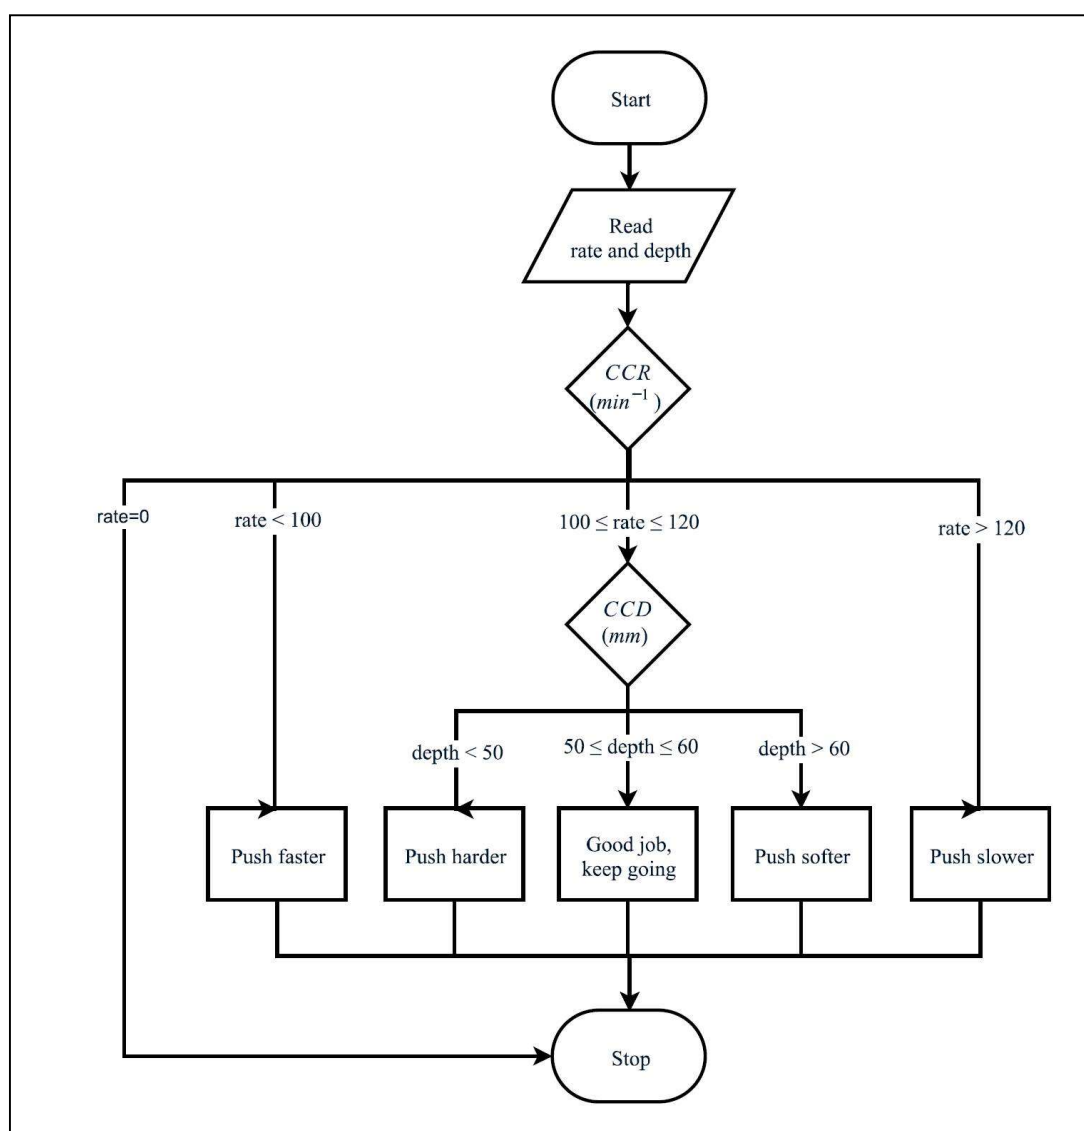 Start
Read
rate and depth
CCR
(min⁻¹ )
rate=0
rate < 100
100 ≤ rate ≤ 120
rate > 120
CCD
(mm)
depth < 50
50 ≤ depth ≤ 60
depth > 60
Push faster
Push harder
Good job,
keep going
Push softer
Push slower
Stop